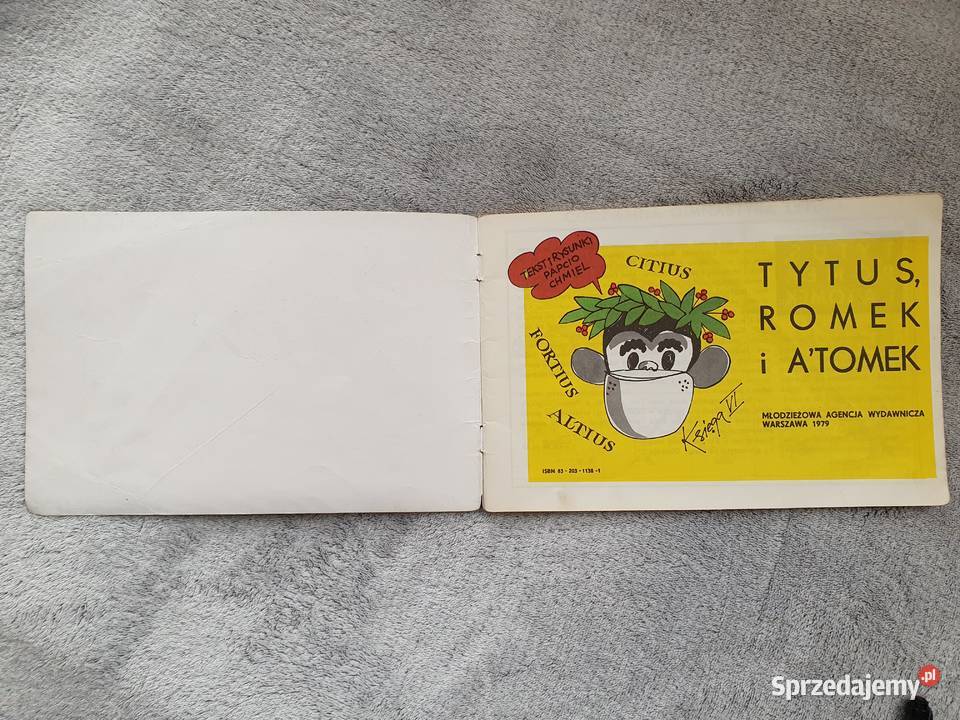 TEKST I RYSUNKI
PAPCIO
CHMIEL
CITIUS
FORTIUS
ALTIUS
TYTUS,
ROMEK
i A'TOMEK
Księga VI
MŁODZIEŻOWA AGENCJA WYDAWNICZA
WARSZAWA 1979
ISBN 83-203-1138-1
Sprzedajemy.pl